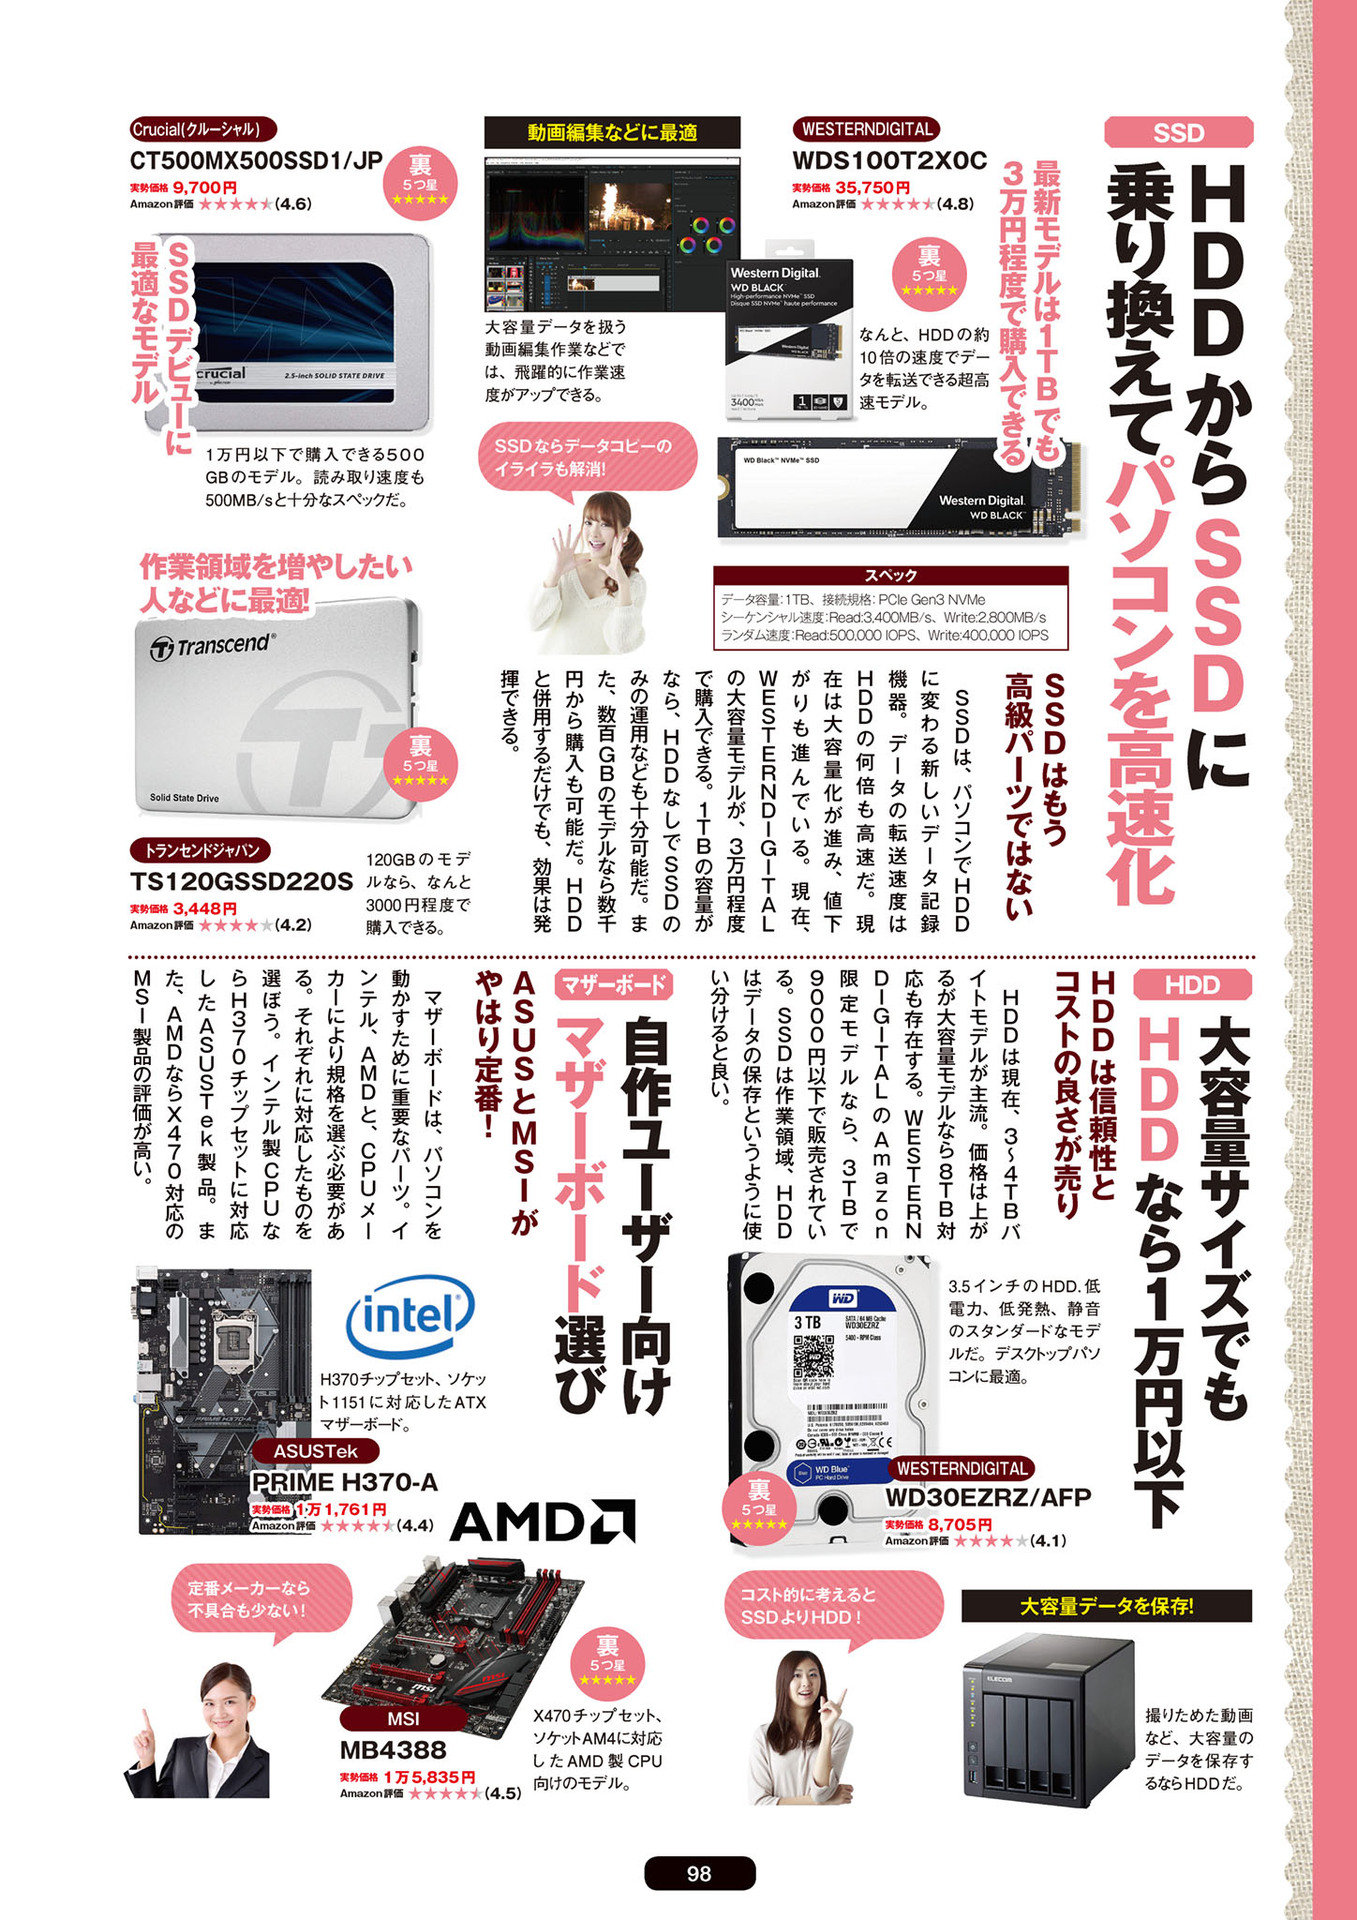 SSD
HDDからSSDに
乗り換えてパソコンを高速化
WESTERNDIGITAL
WDS100T2X0C
実勢価格 35,750円
Amazon評価 ★★★★★(4.8)
最新モデルは1TBでも
3万円程度で購入できる
裏
5つ星
★★★★★
なんと、HDDの約
10倍の速度でデー
タを転送できる超高
速モデル。
Western Digital.
WD BLACK™
High-performance NVMe™ SSD
Disque SSD NVMe™ haute performance
3400
WD Black™ NVMe™ SSD
Western Digital.
WD BLACK™
動画編集などに最適
大容量データを扱う
動画編集作業などで
は、飛躍的に作業速
度がアップできる。
SSDならデータコピーの
イライラも解消!
スペック
データ容量:1TB、接続規格:PCIe Gen3 NVMe
シーケンシャル速度:Read:3,400MB/s、Write:2,800MB/s
ランダム速度:Read:500,000 IOPS、Write:400,000 IOPS
Crucial(クルーシャル)
CT500MX500SSD1/JP
実勢価格 9,700円
Amazon評価 ★★★★★(4.6)
裏
5つ星
★★★★★
SSDデビューに
最適なモデル
crucial
2.5-inch SOLID STATE DRIVE
1万円以下で購入できる500
GBのモデル。読み取り速度も
500MB/sと十分なスペックだ。
作業領域を増やしたい
人などに最適!
Transcend®
Solid State Drive
裏
5つ星
★★★★★
トランセンドジャパン
TS120GSSD220S
実勢価格 3,448円
Amazon評価 ★★★★★(4.2)
120GBのモデ
ルなら、なんと
3000円程度で
購入できる。
SSDはもう
高級パーツではない
SSDは、パソコンでHDD
に変わる新しいデータ記録
機器。データの転送速度は
HDDの何倍も高速だ。現
在は大容量化が進み、値下
がりも進んでいる。現在、
WESTERNDIGITAL
の大容量モデルが、3万円程度
で購入できる。1TBの容量が
なら、HDDなしでSSDの
みの運用なども十分可能だ。ま
た、数百GBのモデルなら数千
円から購入も可能だ。HDD
と併用するだけでも、効果は発
揮できる。
HDD
大容量サイズでも
HDDなら1万円以下
HDDは信頼性と
コストの良さが売り
HDDは現在、3〜4TBバ
イトモデルが主流。価格は上が
るが大容量モデルなら8TB対
応も存在する。WESTERN
DIGITALのAmazon
限定モデルなら、3TBで
9000円以下で販売されてい
る。SSDは作業領域、HDD
はデータの保存というように使
い分けると良い。
3.5インチのHDD.低
電力、低発熱、静音
のスタンダードなモデ
ルだ。デスクトップパソ
コンに最適。
WD
3 TB
SATA / 64 MB Cache
WD30EZRZ
5400 - RPM Class
WD Blue™
PC Hard Drive
裏
5つ星
★★★★★
WESTERNDIGITAL
WD30EZRZ/AFP
実勢価格 8,705円
Amazon評価 ★★★★★(4.1)
コスト的に考えると
SSDよりHDD!
大容量データを保存!
ELECOM
撮りためた動画
など、大容量の
データを保存す
るならHDDだ。
マザーボード
自作ユーザー向け
マザーボード選び
ASUSとMSIが
やはり定番!
マザーボードは、パソコンを
動かすために重要なパーツ。イ
ンテル、AMDと、CPUメー
カーにより規格を選ぶ必要があ
る。それぞれに対応したものを
選ぼう。インテル製CPUな
らH370チップセットに対応
したASUSTek製品。ま
た、AMDならX470対応の
MSI製品の評価が高い。
intel
H370チップセット、ソケッ
ト1151に対応したATX
マザーボード。
PRIME H370-A
ASUSTek
PRIME H370-A
実勢価格 1万1,761円
Amazon評価 ★★★★★(4.4)
AMD
定番メーカーなら
不具合も少ない!
裏
5つ星
★★★★★
msi
MSI
MB4388
実勢価格 1万5,835円
Amazon評価 ★★★★★(4.5)
X470チップセット、
ソケットAM4に対応
したAMD製CPU
向けのモデル。
98